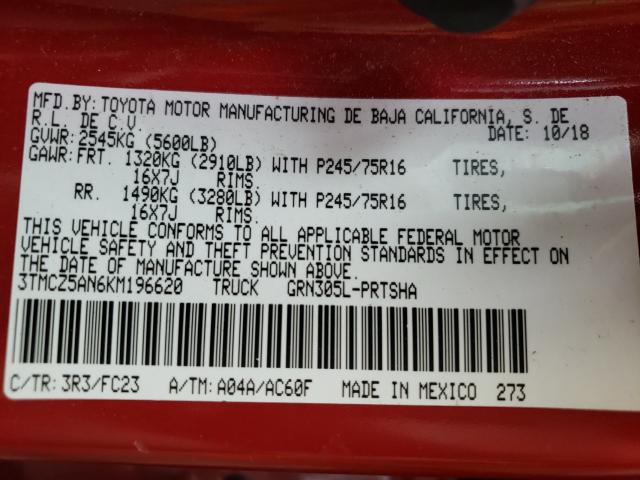 MFD.BY: TOYOTA MOTOR MANUFACTURING DE BAJA CALIFORNIA, S. DE
R.L. DE C.V. DATE: 10/18
GVWR: 2545KG (5600LB)
GAWR: FRT. 1320KG (2910LB) WITH P245/75R16 TIRES,
16X7J RIMS.
RR. 1490KG (3280LB) WITH P245/75R16 TIRES,
16X7J RIMS.
THIS VEHICLE CONFORMS TO ALL APPLICABLE FEDERAL MOTOR
VEHICLE SAFETY AND THEFT PREVENTION STANDARDS IN EFFECT ON
THE DATE OF MANUFACTURE SHOWN ABOVE.
3TMCZ5AN6KM196620 TRUCK GRN305L-PRTSHA
C/TR: 3R3/FC23 A/TM: A04A/AC60F MADE IN MEXICO 273